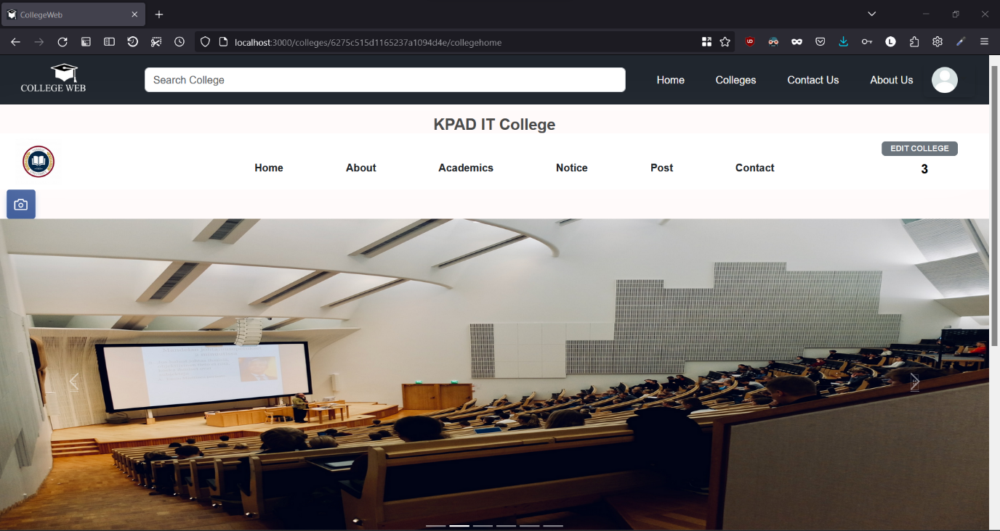 CollegeWeb
localhost:3000/colleges/6275c515d1165237a1094d4e/collegehome
COLLEGE WEB
Search College
Home
Colleges
Contact Us
About Us
KPAD IT College
EDIT COLLEGE
Home
About
Academics
Notice
Post
Contact
3